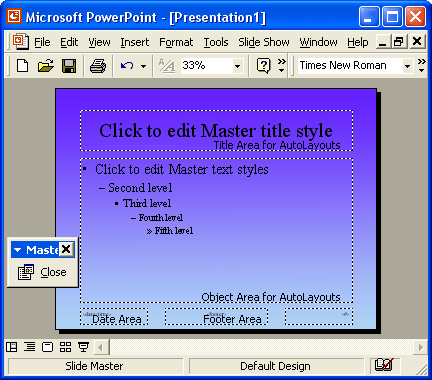 Microsoft PowerPoint - [Presentation1]
File Edit View Insert Format Tools Slide Show Window Help
33% Times New Roman
Click to edit Master title style
Title Area for AutoLayouts
• Click to edit Master text styles
– Second level
• Third level
– Fourth level
» Fifth level
Maste
Close
Object Area for AutoLayouts
Date Area Footer Area
Slide Master Default Design